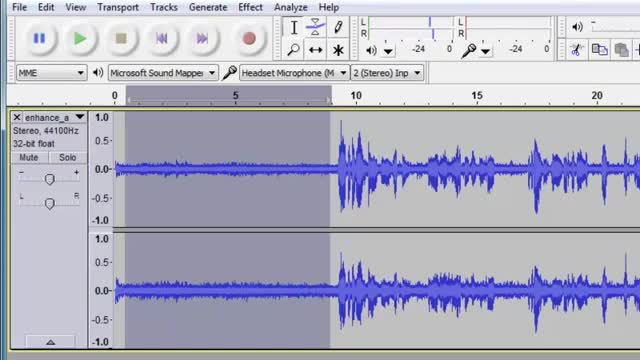 File Edit View Transport Tracks Generate Effect Analyze Help
L
R
-24 0
L
R
-24 0
MME Microsoft Sound Mapper Headset Microphone (M 2 (Stereo) Inp
0 5 10 15 20
enhance_a
Stereo, 44100Hz
32-bit float
Mute Solo
- +
L R
1.0
0.5
0.0
-0.5
-1.0
1.0
0.5
0.0
-0.5
-1.0